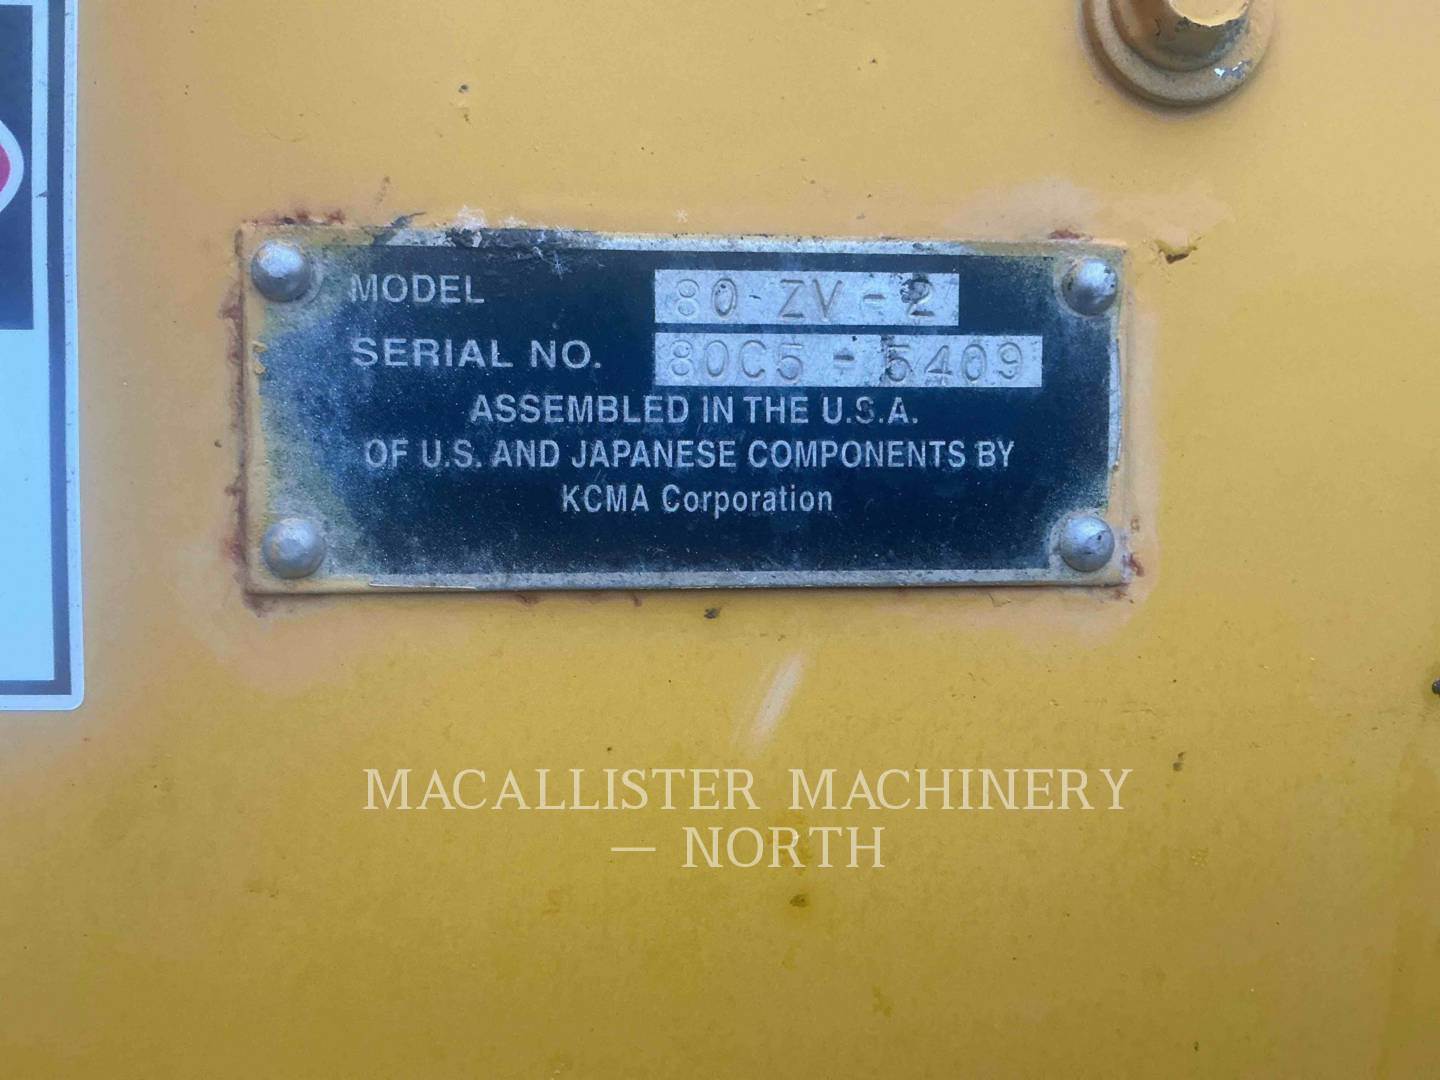 MODEL 80 ZV-2
SERIAL NO. 80C5-5409
ASSEMBLED IN THE U.S.A.
OF U.S. AND JAPANESE COMPONENTS BY
KCMA Corporation
MACALLISTER MACHINERY
— NORTH